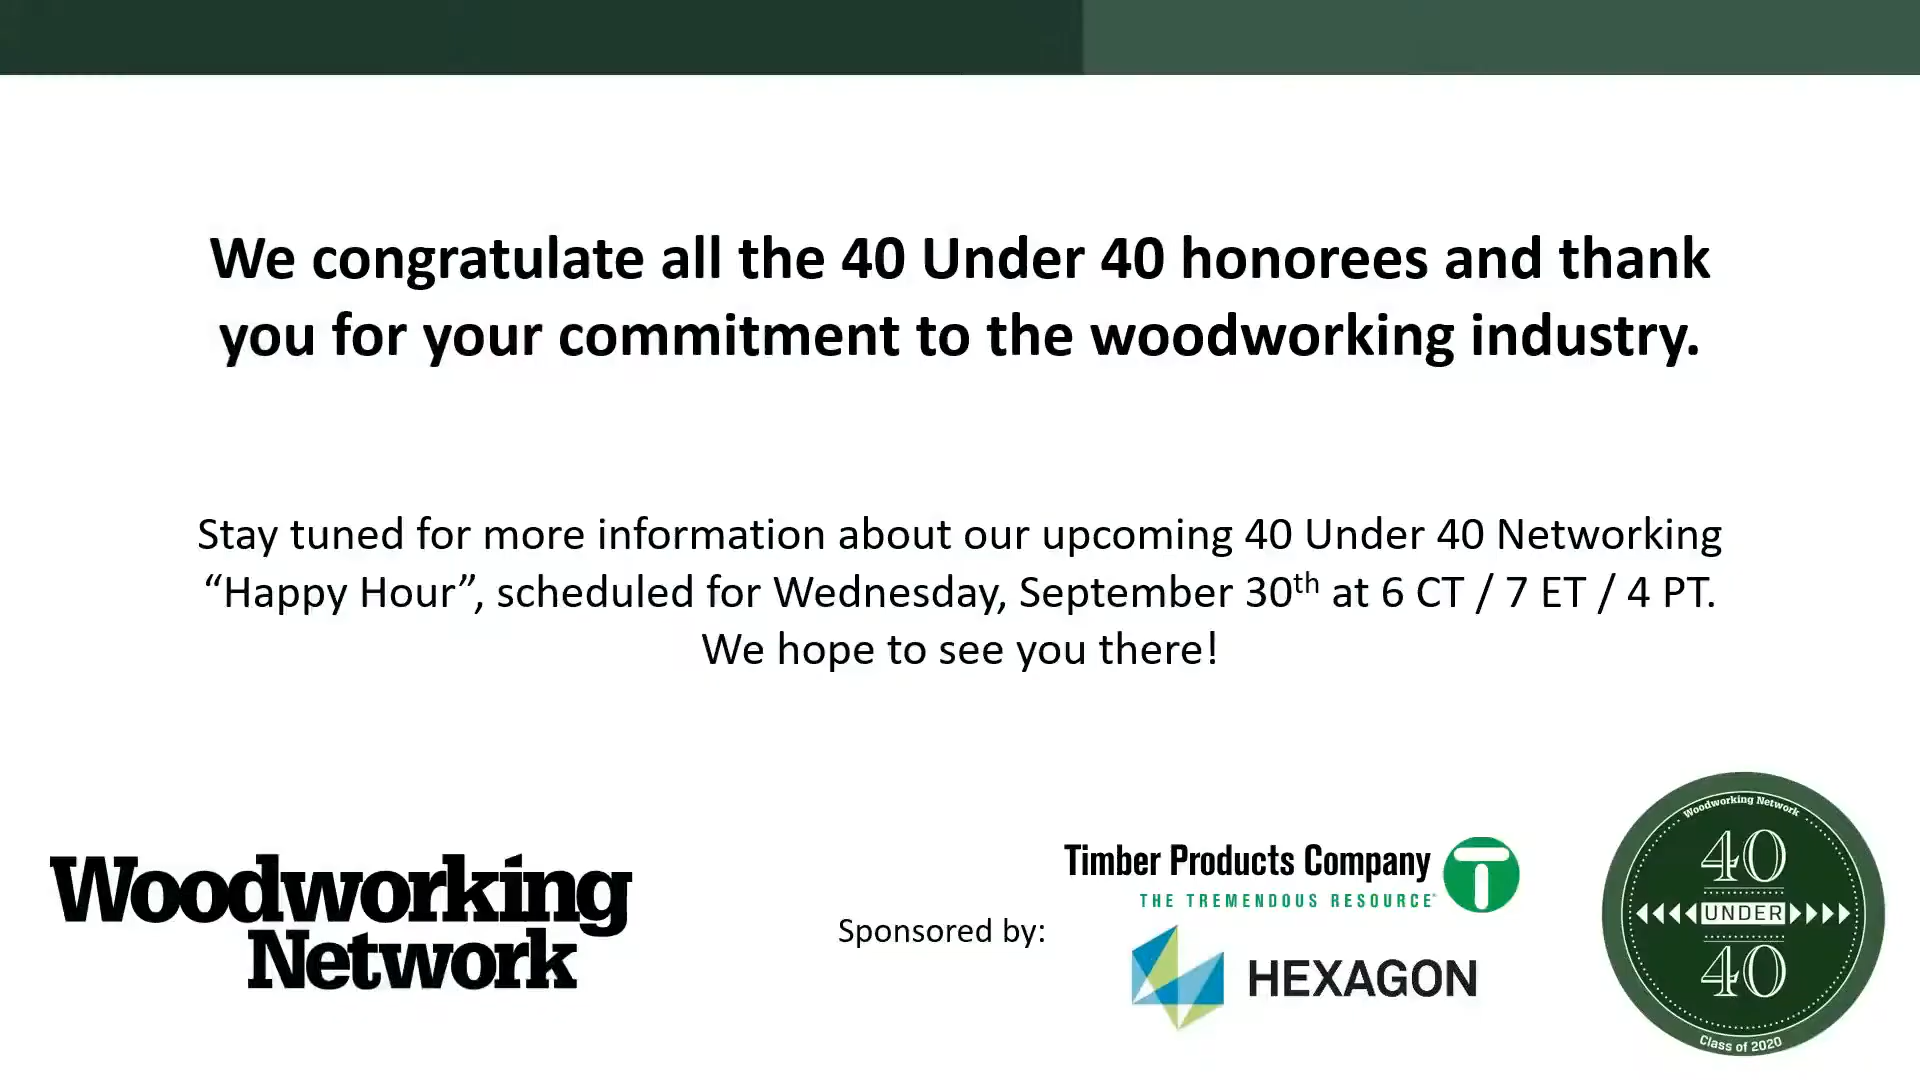 We congratulate all the 40 Under 40 honorees and thank
you for your commitment to the woodworking industry.
Stay tuned for more information about our upcoming 40 Under 40 Networking
“Happy Hour”, scheduled for Wednesday, September 30th at 6 CT / 7 ET / 4 PT.
We hope to see you there!
Woodworking
Network
Sponsored by:
Timber Products Company
THE TREMENDOUS RESOURCE
T
HEXAGON
Woodworking Network
40
UNDER
40
Class of 2020